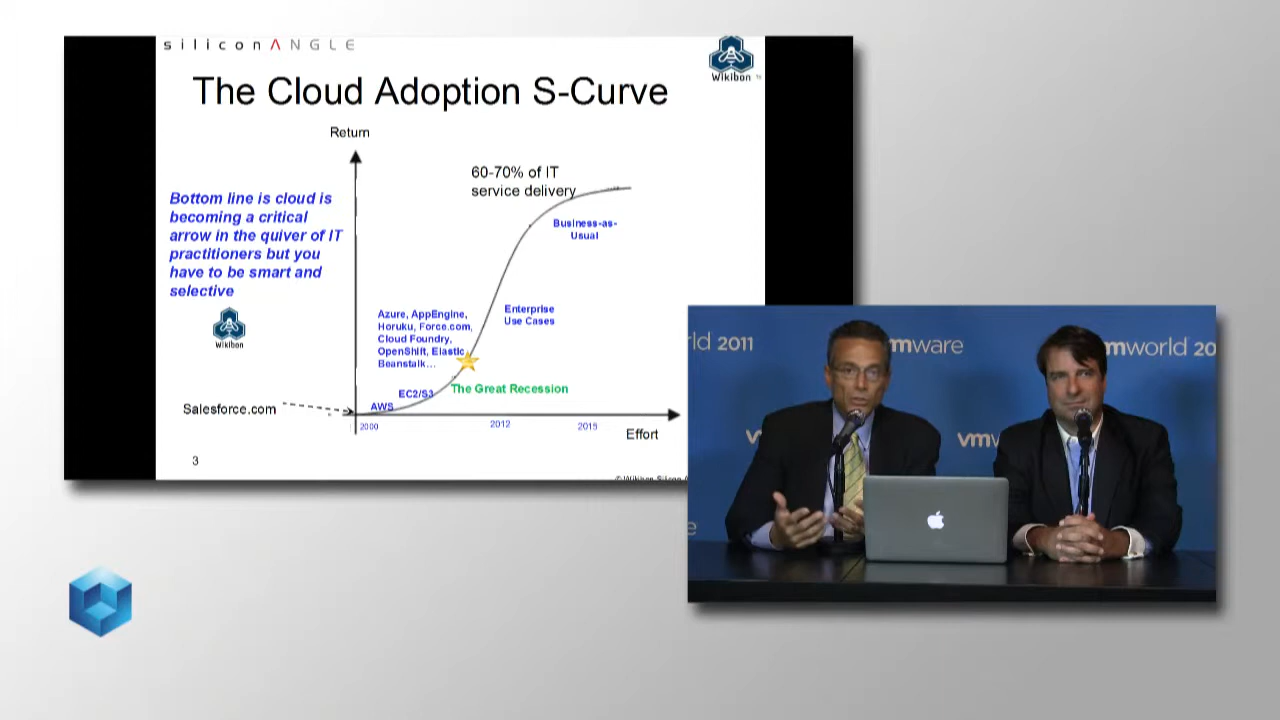 siliconANGLE
Wikibon
The Cloud Adoption S-Curve
Return
60-70% of IT
service delivery
Bottom line is cloud is
becoming a critical
arrow in the quiver of IT
practitioners but you
have to be smart and
selective
Wikibon
Business-as-
Usual
Enterprise
Use Cases
Azure, AppEngine,
Horuku, Force.com,
Cloud Foundry,
OpenShift, Elastic
Beanstalk...
The Great Recession
EC2/S3
AWS
Salesforce.com
2000
2012
2015
Effort
3
© Wikibon Silicon
rld 2011
mware
mworld 20
vm